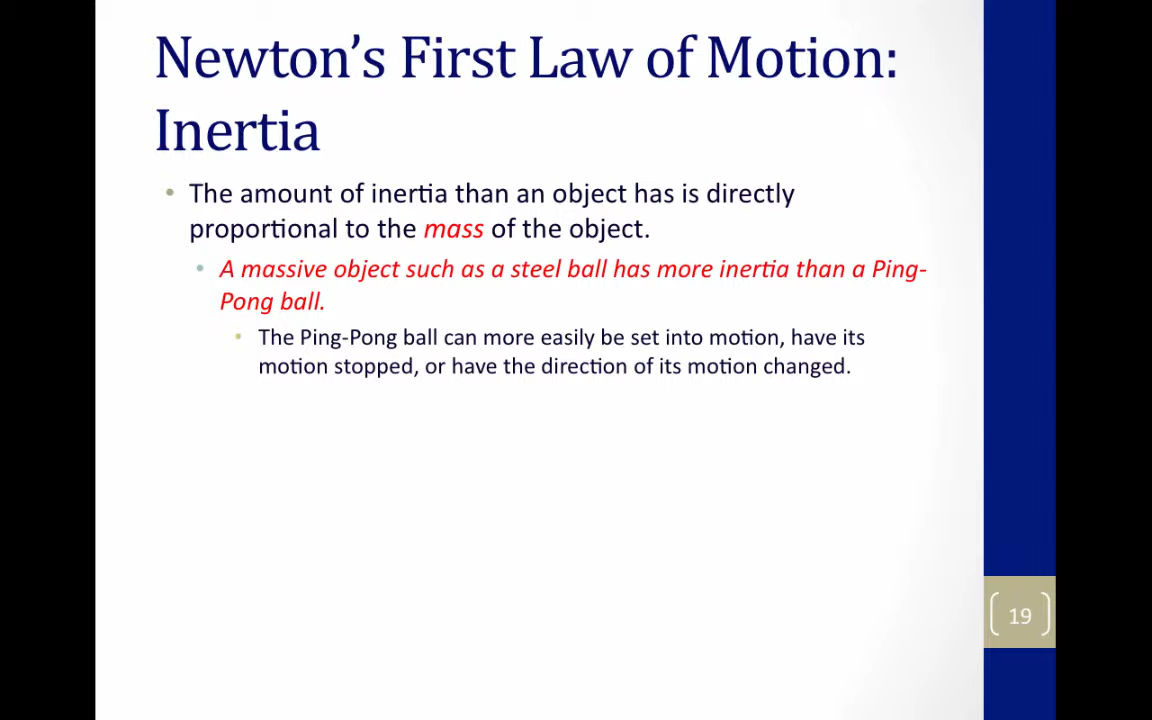 Newton's First Law of Motion:
Inertia
• The amount of inertia than an object has is directly
proportional to the mass of the object.
• A massive object such as a steel ball has more inertia than a Ping-
Pong ball.
• The Ping-Pong ball can more easily be set into motion, have its
motion stopped, or have the direction of its motion changed.
19